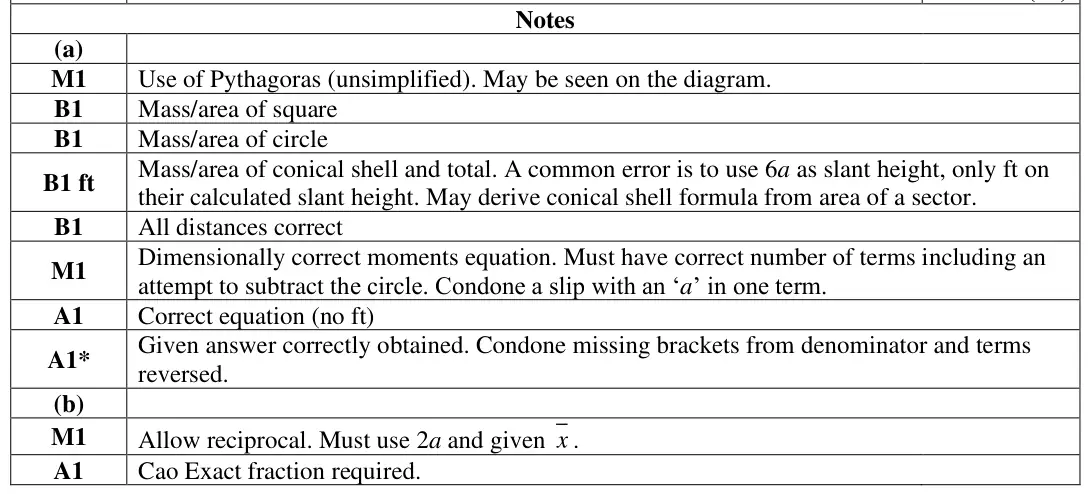 Notes
(a)
M1 Use of Pythagoras (unsimplified). May be seen on the diagram.
B1 Mass/area of square
B1 Mass/area of circle
B1 ft Mass/area of conical shell and total. A common error is to use 6a as slant height, only ft on
their calculated slant height. May derive conical shell formula from area of a sector.
B1 All distances correct
M1 Dimensionally correct moments equation. Must have correct number of terms including an
attempt to subtract the circle. Condone a slip with an ‘a’ in one term.
A1 Correct equation (no ft)
A1* Given answer correctly obtained. Condone missing brackets from denominator and terms
reversed.
(b)
M1 Allow reciprocal. Must use 2a and given x̄ .
A1 Cao Exact fraction required.